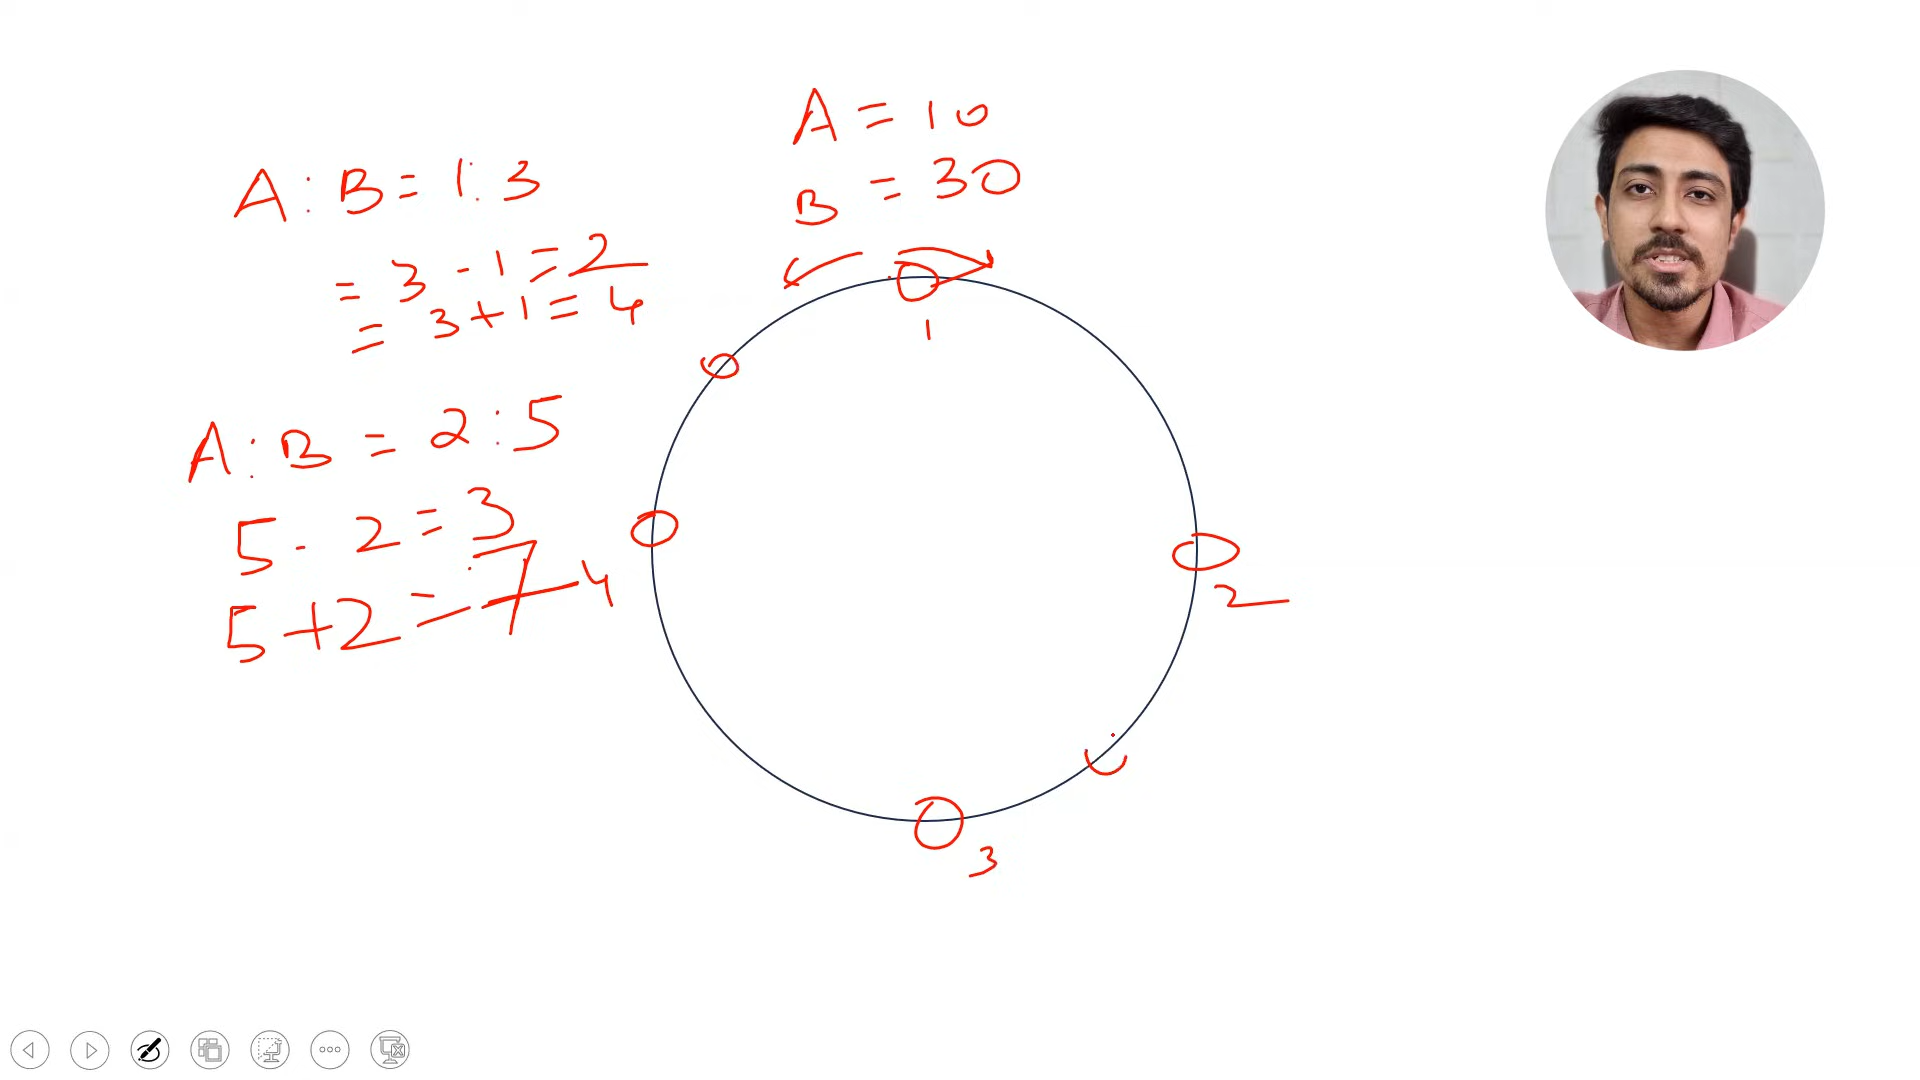 A = 10
B = 30
A : B = 1 : 3
= 3 - 1 = 2
= 3 + 1 = 4
A : B = 2 : 5
5 - 2 = 3
5 + 2 = 7
1
2
3
4